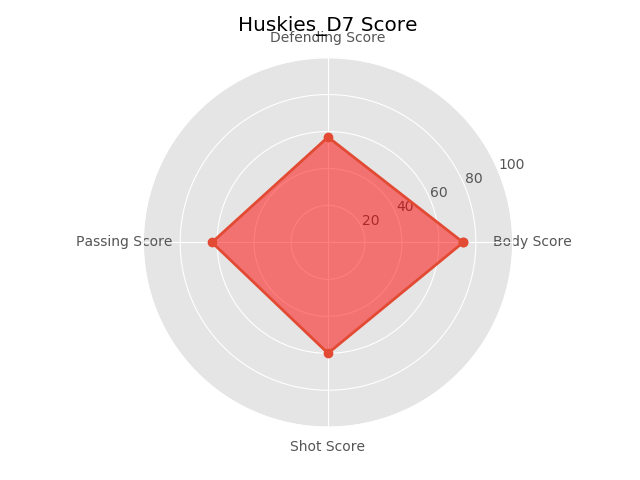 Huskies_D7 Score
Defending Score
100
80
60
40
20
Passing Score
Body Score
Shot Score